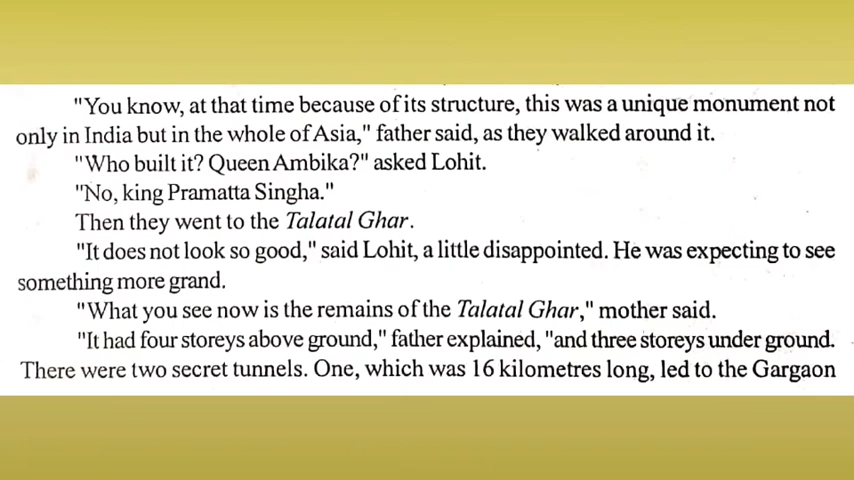 "You know, at that time because of its structure, this was a unique monument not
only in India but in the whole of Asia," father said, as they walked around it.
"Who built it? Queen Ambika?" asked Lohit.
"No, king Pramatta Singha."
Then they went to the Talatal Ghar.
"It does not look so good," said Lohit, a little disappointed. He was expecting to see
something more grand.
"What you see now is the remains of the Talatal Ghar," mother said.
"It had four storeys above ground," father explained, "and three storeys under ground.
There were two secret tunnels. One, which was 16 kilometres long, led to the Gargaon